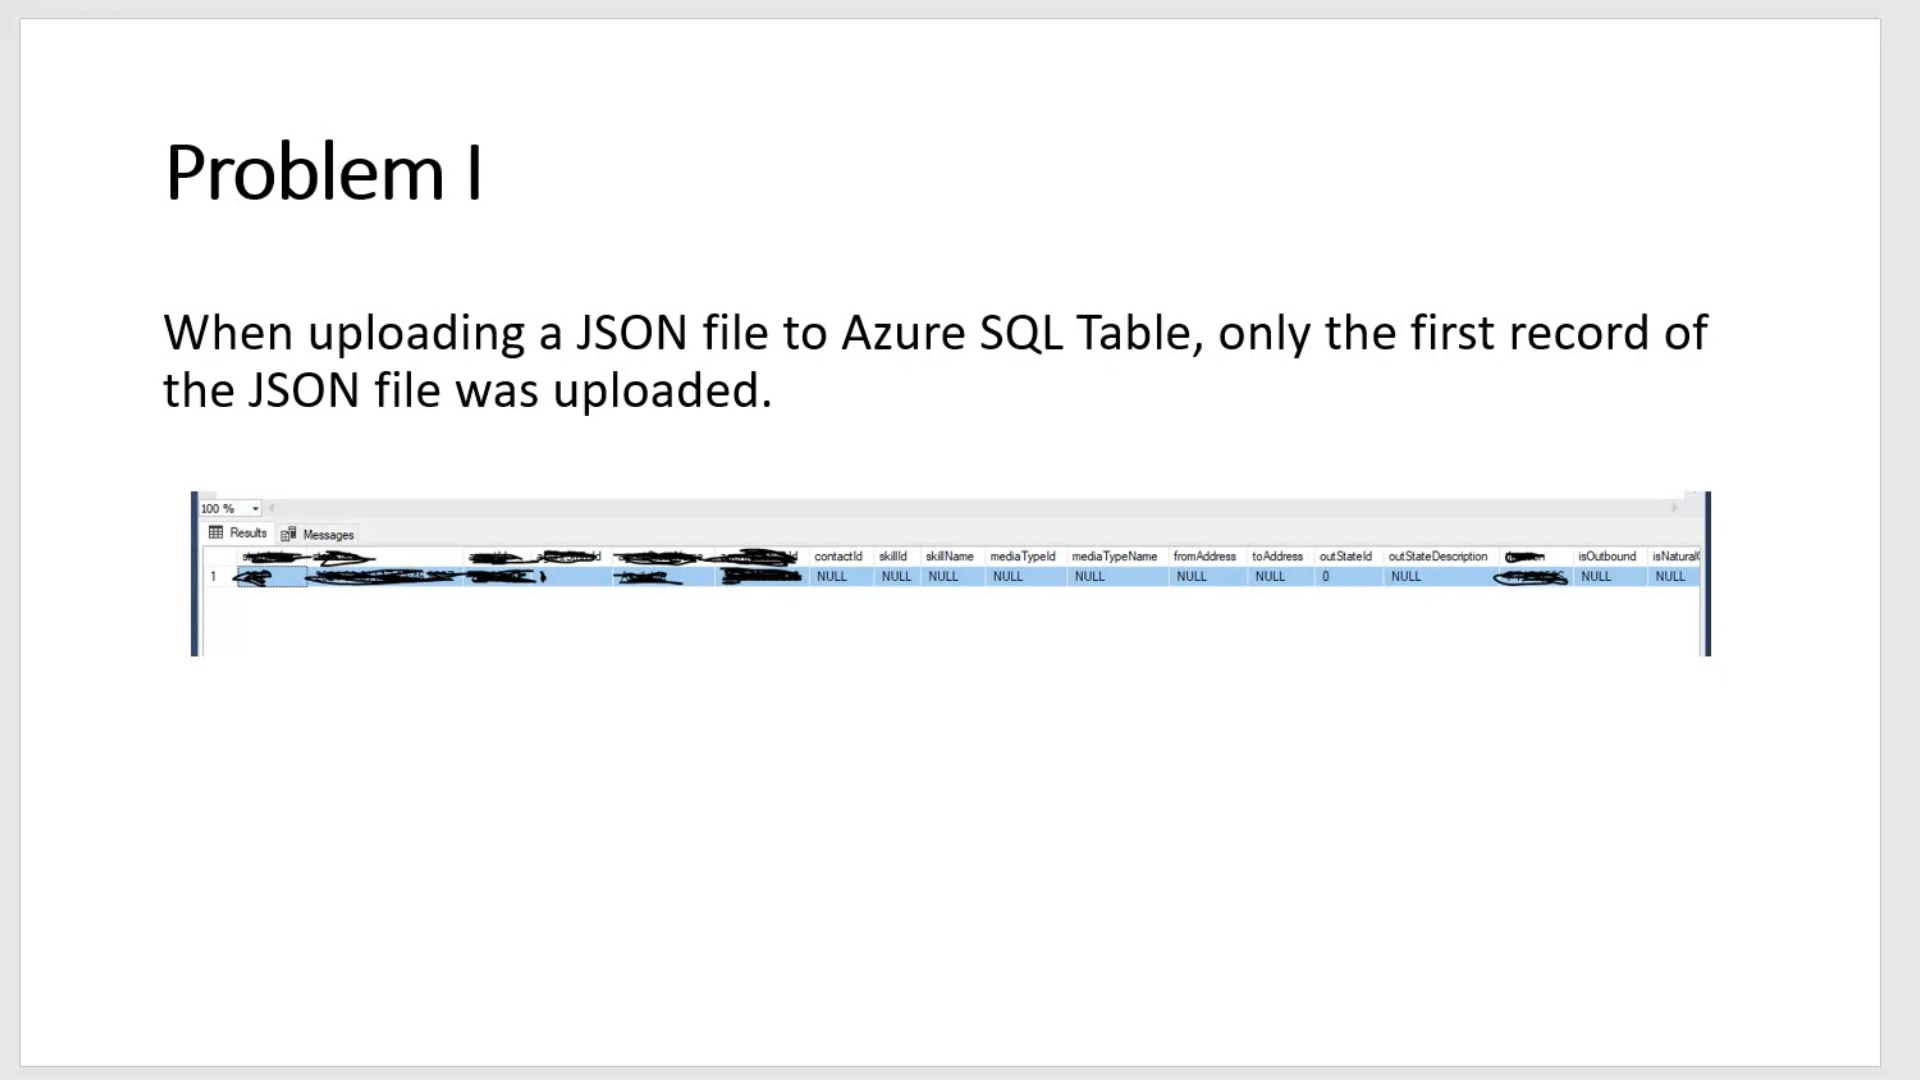 Problem I
When uploading a JSON file to Azure SQL Table, only the first record of
the JSON file was uploaded.
100 %
Results Messages
contactId skillId skillName mediaTypeId mediaTypeName fromAddress toAddress outStateId outStateDescription isOutbound isNatural
1 NULL NULL NULL NULL NULL NULL NULL 0 NULL NULL NULL